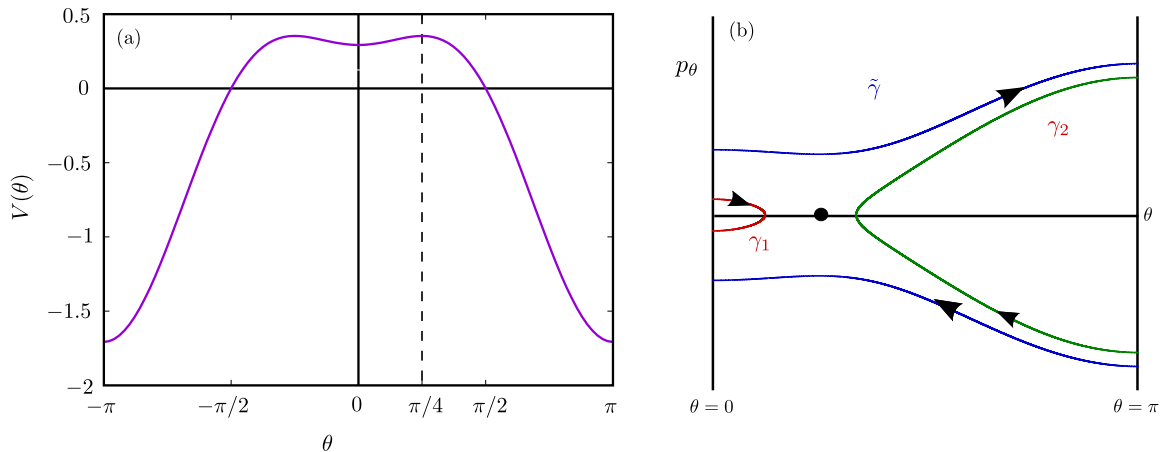 (a)
V(θ)
0.5
0
−0.5
−1
−1.5
−2
−π
−π/2
0
π/4
π/2
π
θ
(b)
p_θ
γ̃
γ₂
γ₁
θ
θ = 0
θ = π